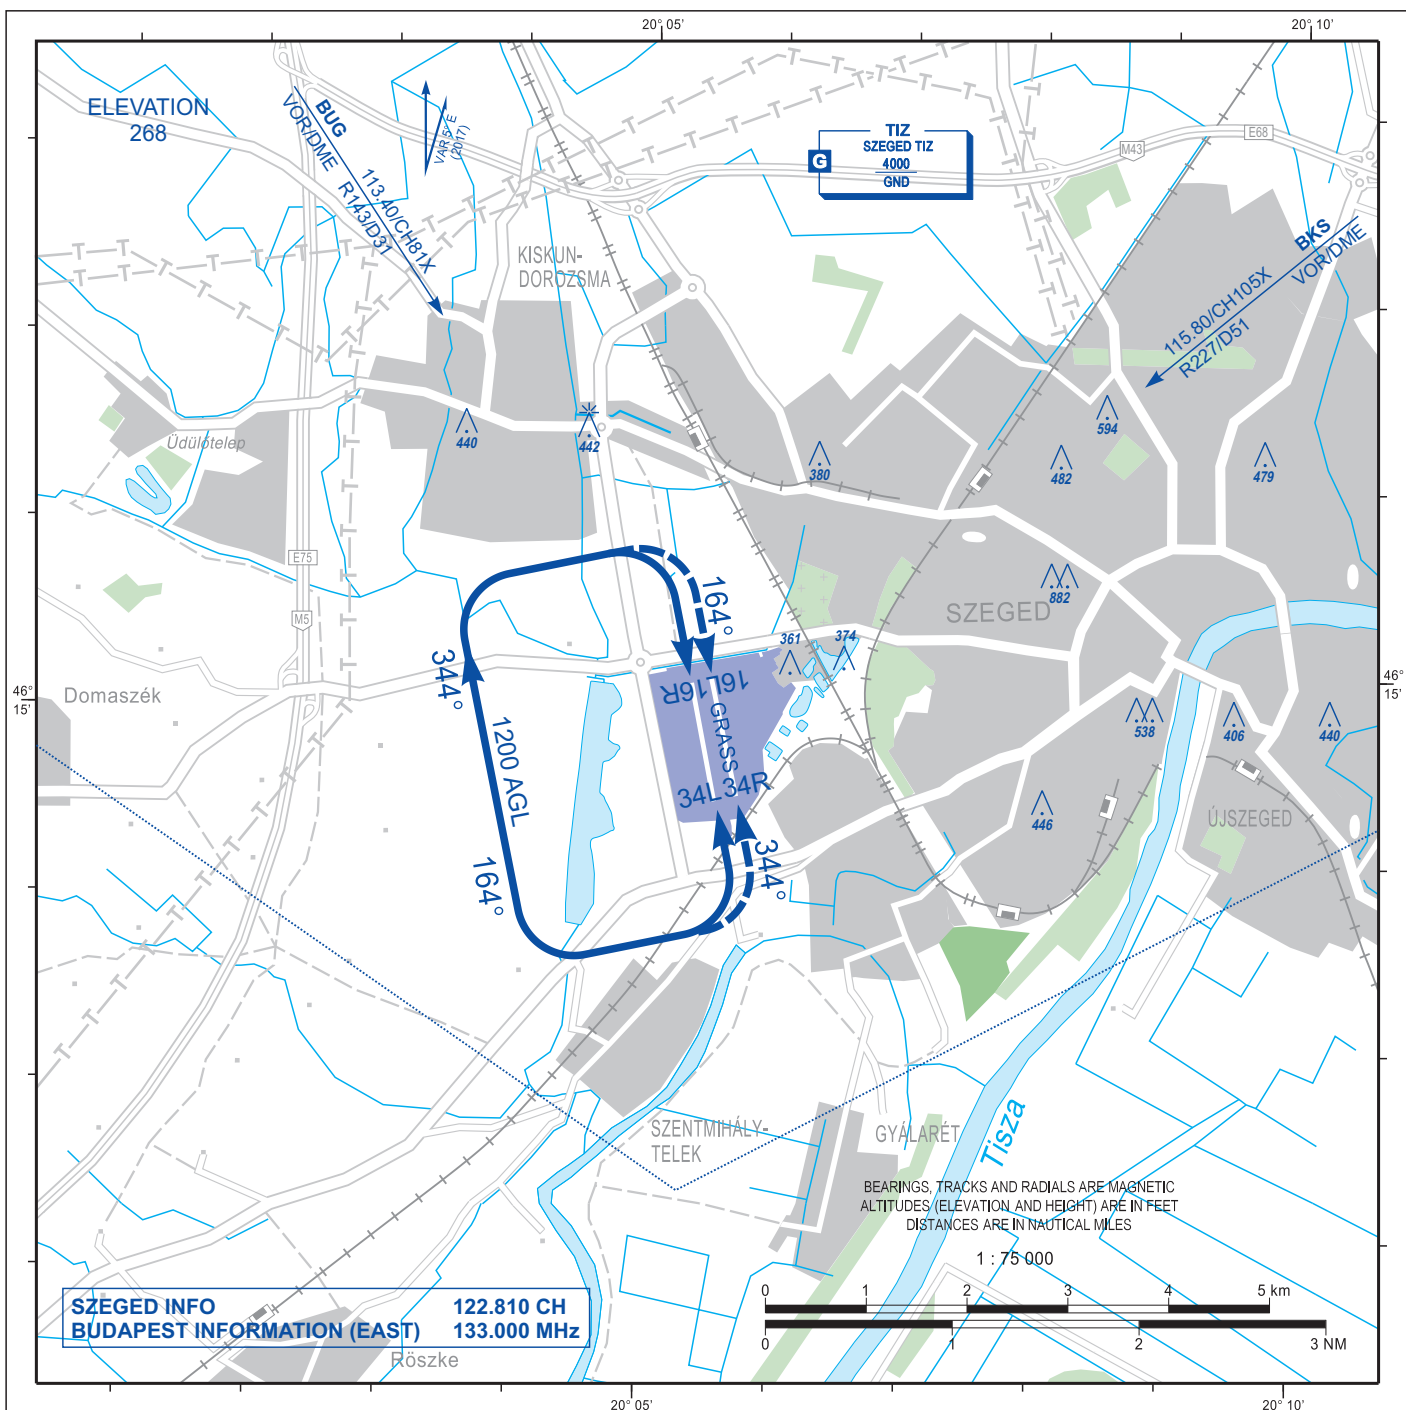 20° 05'
20° 10'
ELEVATION
268
BUG
VOR/DME
113.40/CH81X
R143/D31
VAR 5° E
(2017)
TIZ
SZEGED TIZ
4000
GND
G
M43
E68
BKS
VOR/DME
115.80/CH105X
R227/D51
KISKUN-
DOROZSMA
Üdülőtelep
440
442
380
594
482
479
E75
M5
882
SZEGED
164°
361
374
344°
46°
15'
Domaszék
46°
15'
16R
16L
GRASS
34L
34R
1200 AGL
538
406
440
446
ÚJSZEGED
164°
344°
SZENTMIHÁLY-
TELEK
GYÁLARÉT
Tisza
BEARINGS, TRACKS AND RADIALS ARE MAGNETIC
ALTITUDES (ELEVATION AND HEIGHT) ARE IN FEET
DISTANCES ARE IN NAUTICAL MILES
1 : 75 000
0 1 2 3 4 5 km
0 1 2 3 NM
SZEGED INFO 122.810 CH
BUDAPEST INFORMATION (EAST) 133.000 MHz
Röszke
20° 05'
20° 10'